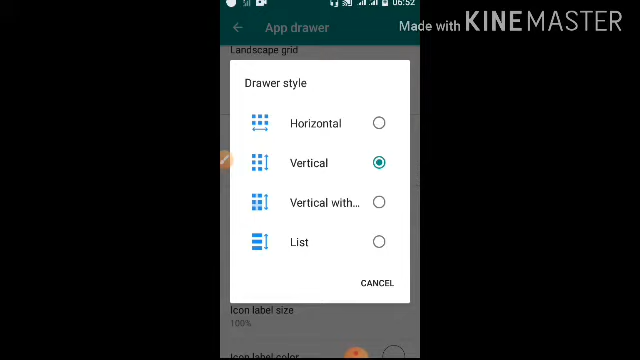 06:52
App drawer
Made with KINEMASTER
Landscape grid
Drawer style
Horizontal
Vertical
Vertical with...
List
CANCEL
Icon label size
100%
Icon label color